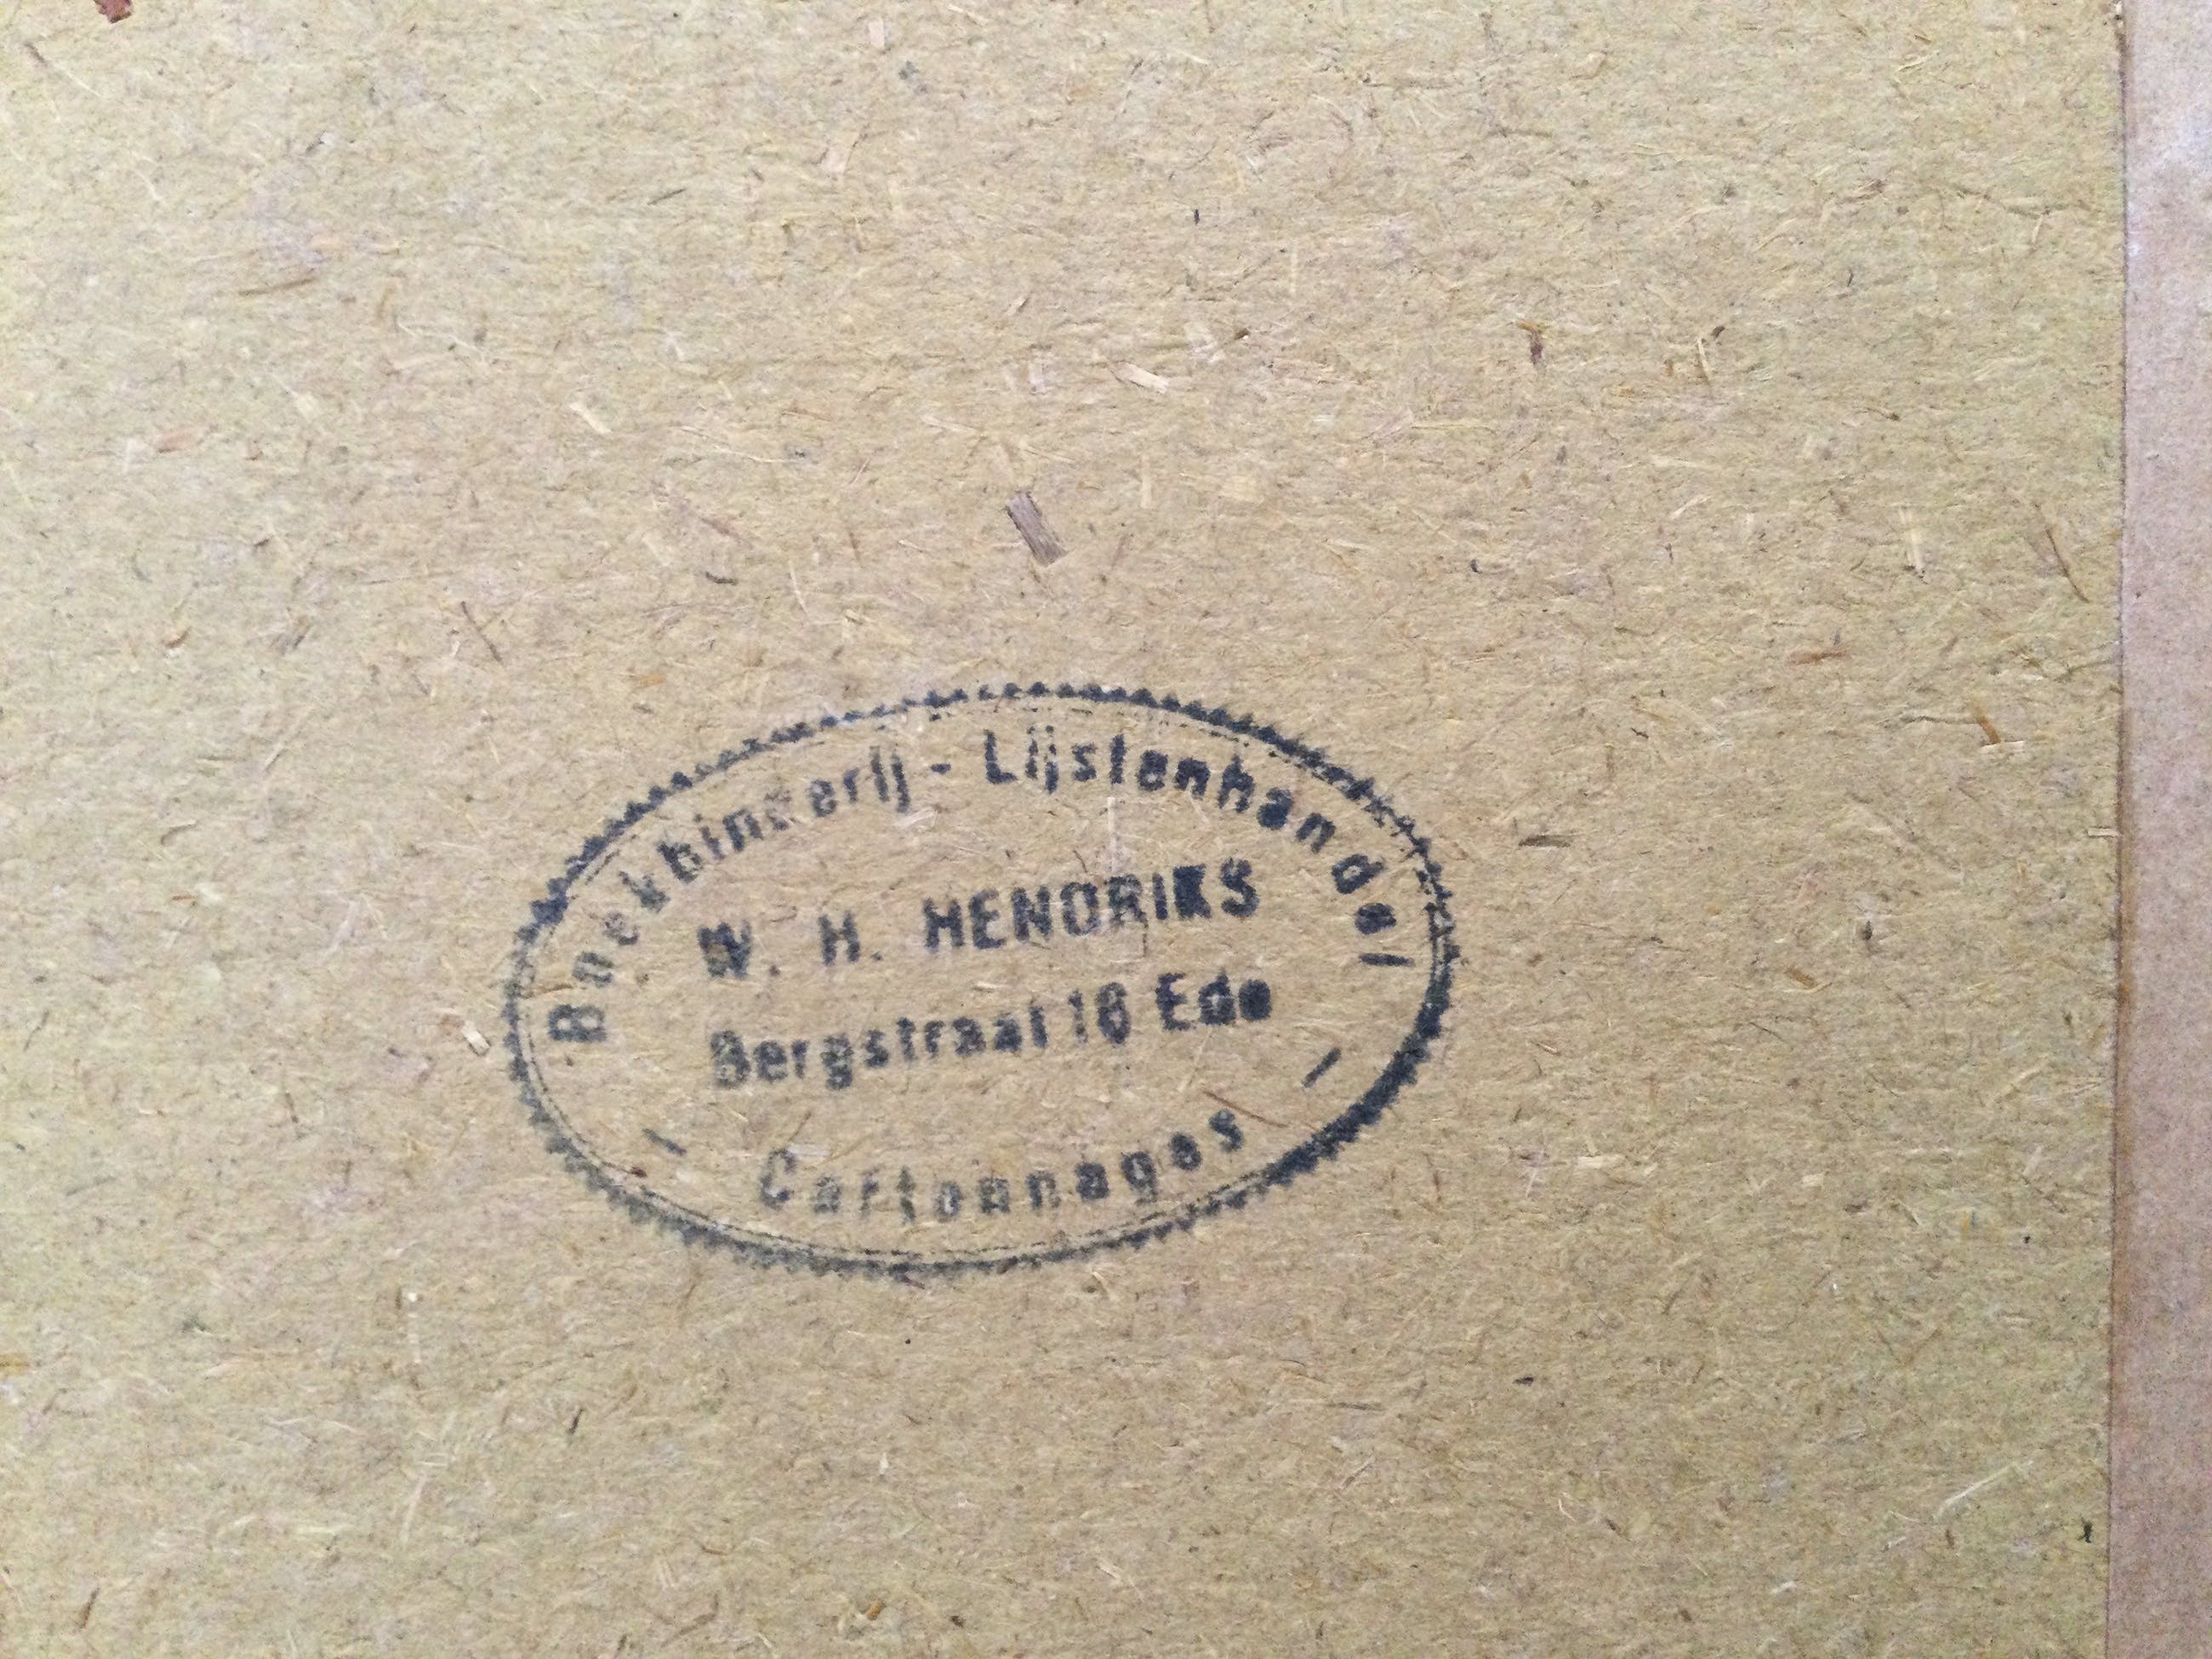 Boekbinderij - Lijstenhandel
W. H. HENDRIKS
Bergstraat 16 Ede
- Cartonnages -